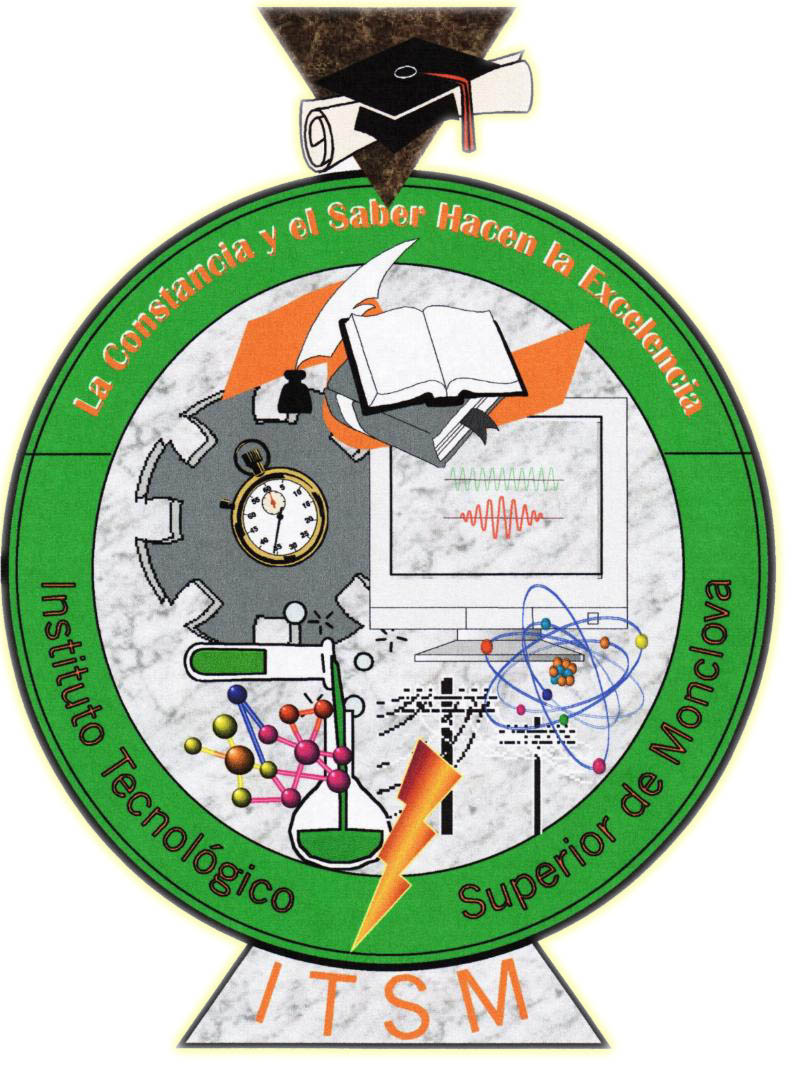 La Constancia y el Saber Hacen la Excelencia
Instituto Tecnológico
Superior de Monclova
ITSM